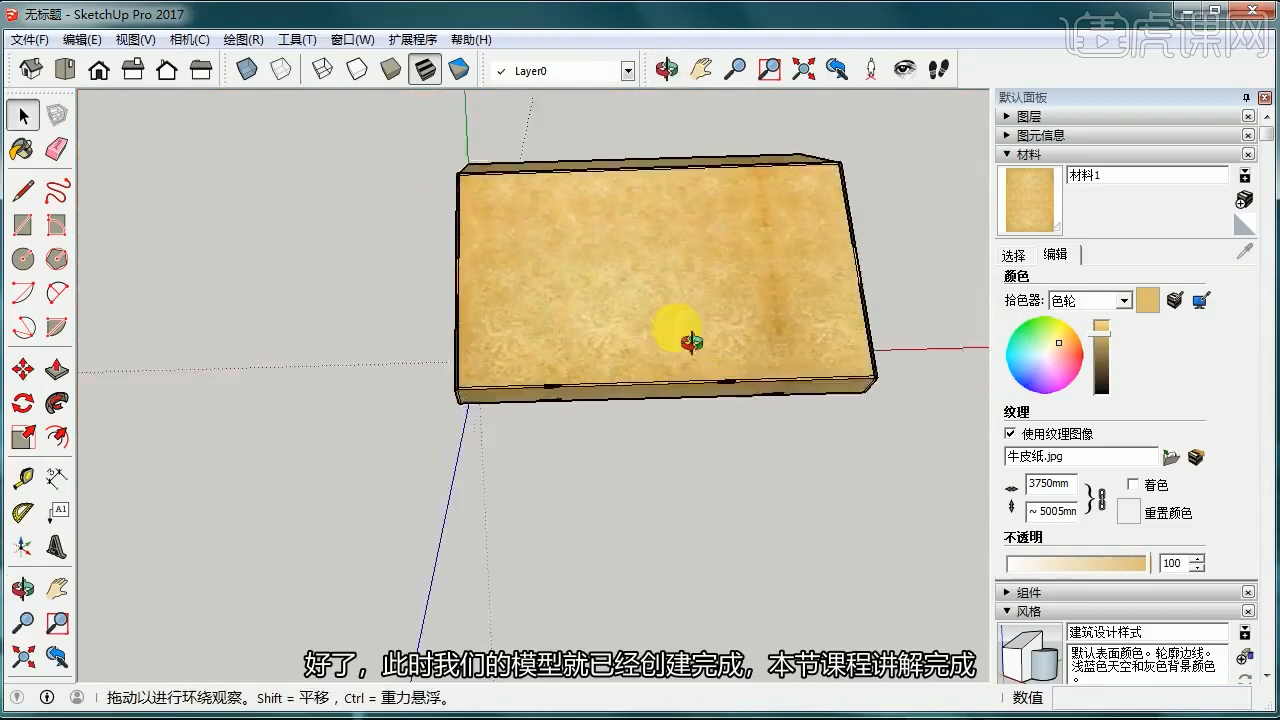 无标题 - SketchUp Pro 2017
虎课网
文件(F) 编辑(E) 视图(V) 相机(C) 绘图(R) 工具(T) 窗口(W) 扩展程序 帮助(H)
Layer0
默认面板
图层
图元信息
材料
材料1
选择 编辑
颜色
拾色器: 色轮
纹理
使用纹理图像
牛皮纸.jpg
3750mm
着色
~ 5005mm
重置颜色
不透明
100
组件
风格
建筑设计样式
默认表面颜色。轮廓边线。
浅蓝色天空和灰色背景颜色
。
A1
好了，此时我们的模型就已经创建完成，本节课程讲解完成
拖动以进行环绕观察。Shift = 平移，Ctrl = 重力悬浮。
数值